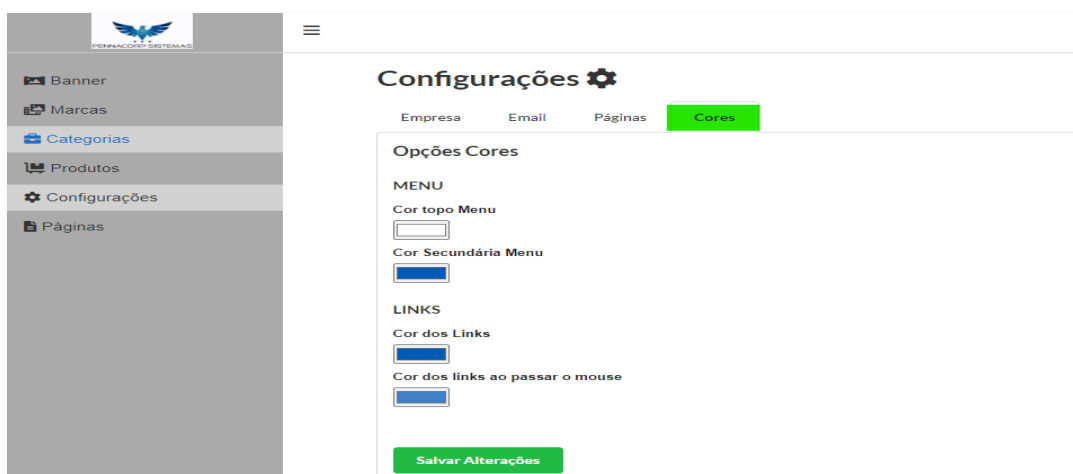 PENNACORP SISTEMAS
Banner
Marcas
Categorias
Produtos
Configurações
Páginas
Configurações
Empresa Email Páginas Cores
Opções Cores
MENU
Cor topo Menu
Cor Secundária Menu
LINKS
Cor dos Links
Cor dos links ao passar o mouse
Salvar Alterações